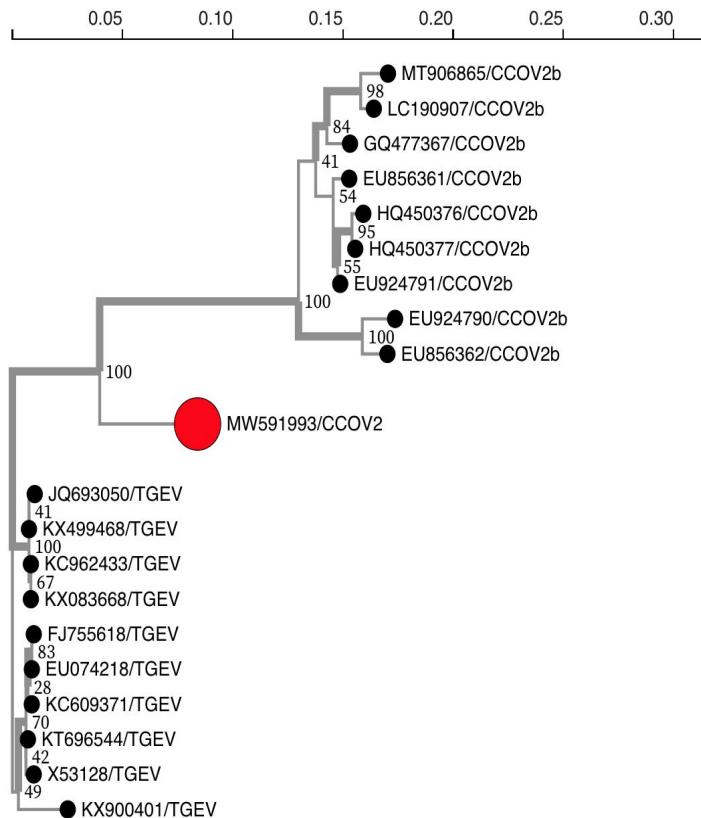 0.05 0.10 0.15 0.20 0.25 0.30
MT906865/CCOV2b
98
LC190907/CCOV2b
84
GQ477367/CCOV2b
41
EU856361/CCOV2b
54
HQ450376/CCOV2b
95
HQ450377/CCOV2b
55
EU924791/CCOV2b
100
EU924790/CCOV2b
100
EU856362/CCOV2b
100
MW591993/CCOV2
JQ693050/TGEV
41
KX499468/TGEV
100
KC962433/TGEV
67
KX083668/TGEV
FJ755618/TGEV
83
EU074218/TGEV
28
KC609371/TGEV
70
KT696544/TGEV
42
X53128/TGEV
49
KX900401/TGEV